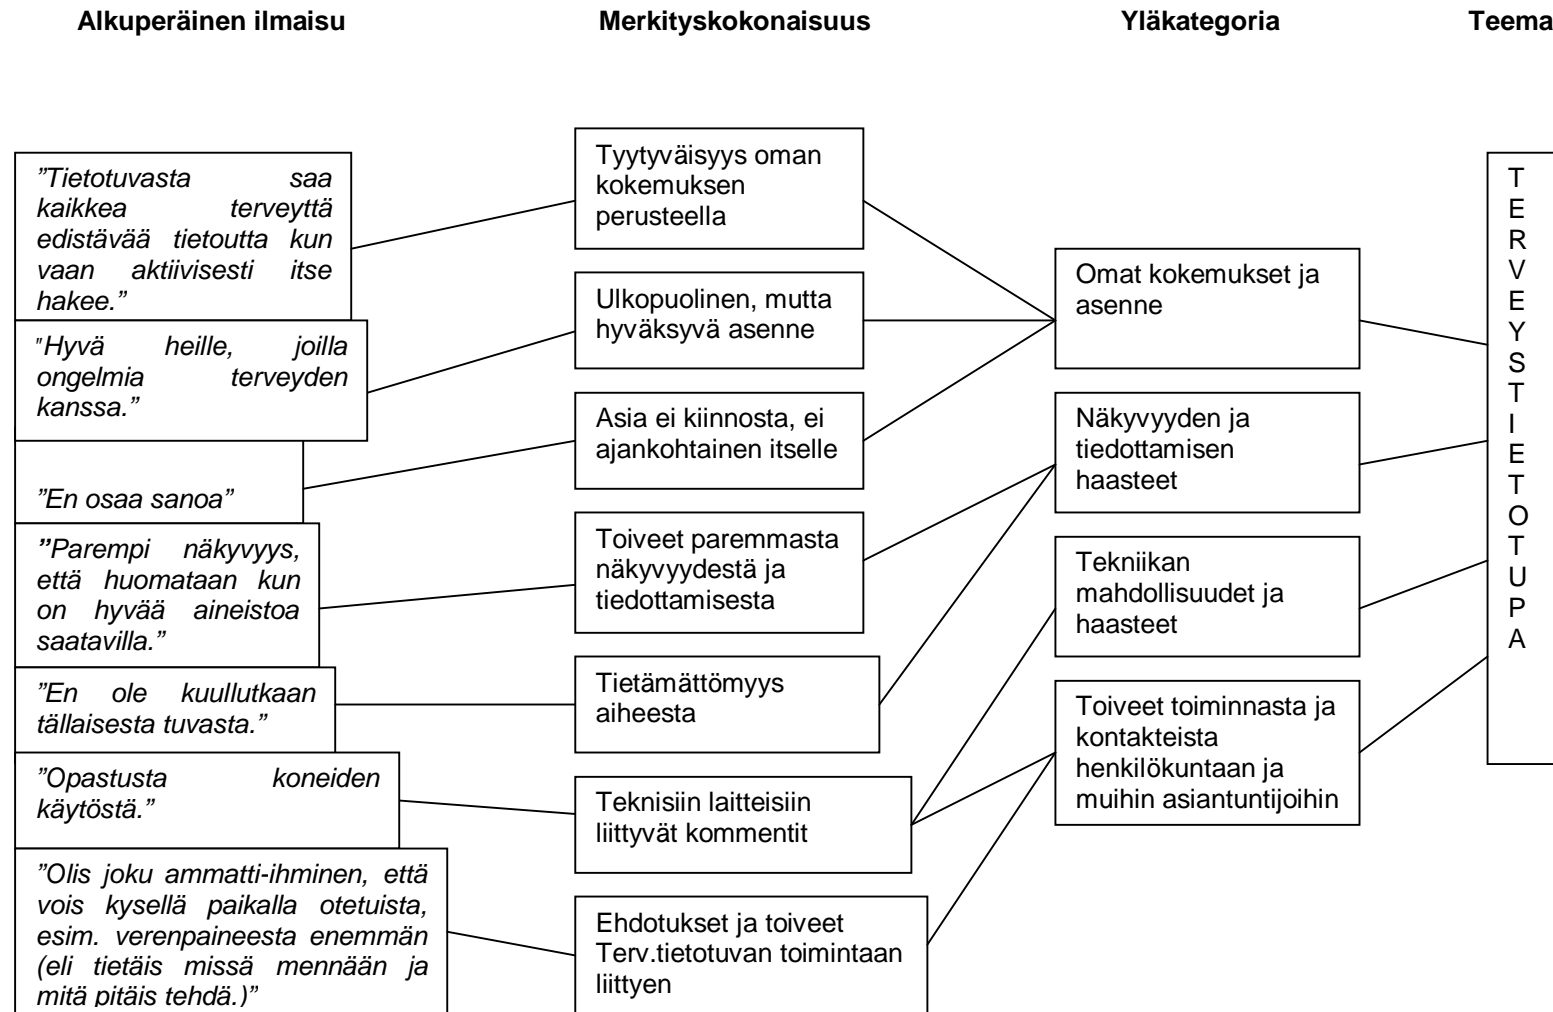 Alkuperäinen ilmaisu
Merkityskokonaisuus
Yläkategoria
Teema
"Tietotuvasta saa
kaikkea terveyttä
edistävää tietoutta kun
vaan aktiivisesti itse
hakee."
"Hyvä heille, joilla
ongelmia terveyden
kanssa."
"En osaa sanoa"
"Parempi näkyvyys,
että huomataan kun
on hyvää aineistoa
saatavilla."
"En ole kuullutkaan
tällaisesta tuvasta."
"Opastusta koneiden
käytöstä."
"Olis joku ammatti-ihminen, että
vois kysellä paikalla otetuista,
esim. verenpaineesta enemmän
(eli tietäis missä mennään ja
mitä pitäis tehdä.)"
Tyytyväisyys oman
kokemuksen
perusteella
Ulkopuolinen, mutta
hyväksyvä asenne
Asia ei kiinnosta, ei
ajankohtainen itselle
Toiveet paremmasta
näkyvyydestä ja
tiedottamisesta
Tietämättömyys
aiheesta
Teknisiin laitteisiin
liittyvät kommentit
Ehdotukset ja toiveet
Terv.tietotuvan toimintaan
liittyen
Omat kokemukset ja
asenne
Näkyvyyden ja
tiedottamisen
haasteet
Tekniikan
mahdollisuudet ja
haasteet
Toiveet toiminnasta ja
kontakteista
henkilökuntaan ja
muihin asiantuntijoihin
T
E
R
V
E
Y
S
T
I
E
T
O
T
U
P
A